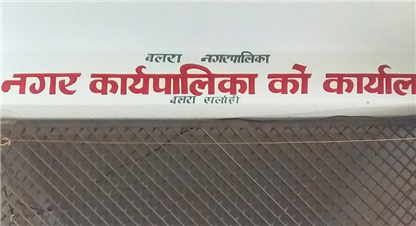 बलरा नगरपालिका
नगर कार्यपालिका को कार्याल
बलरा सर्लाही